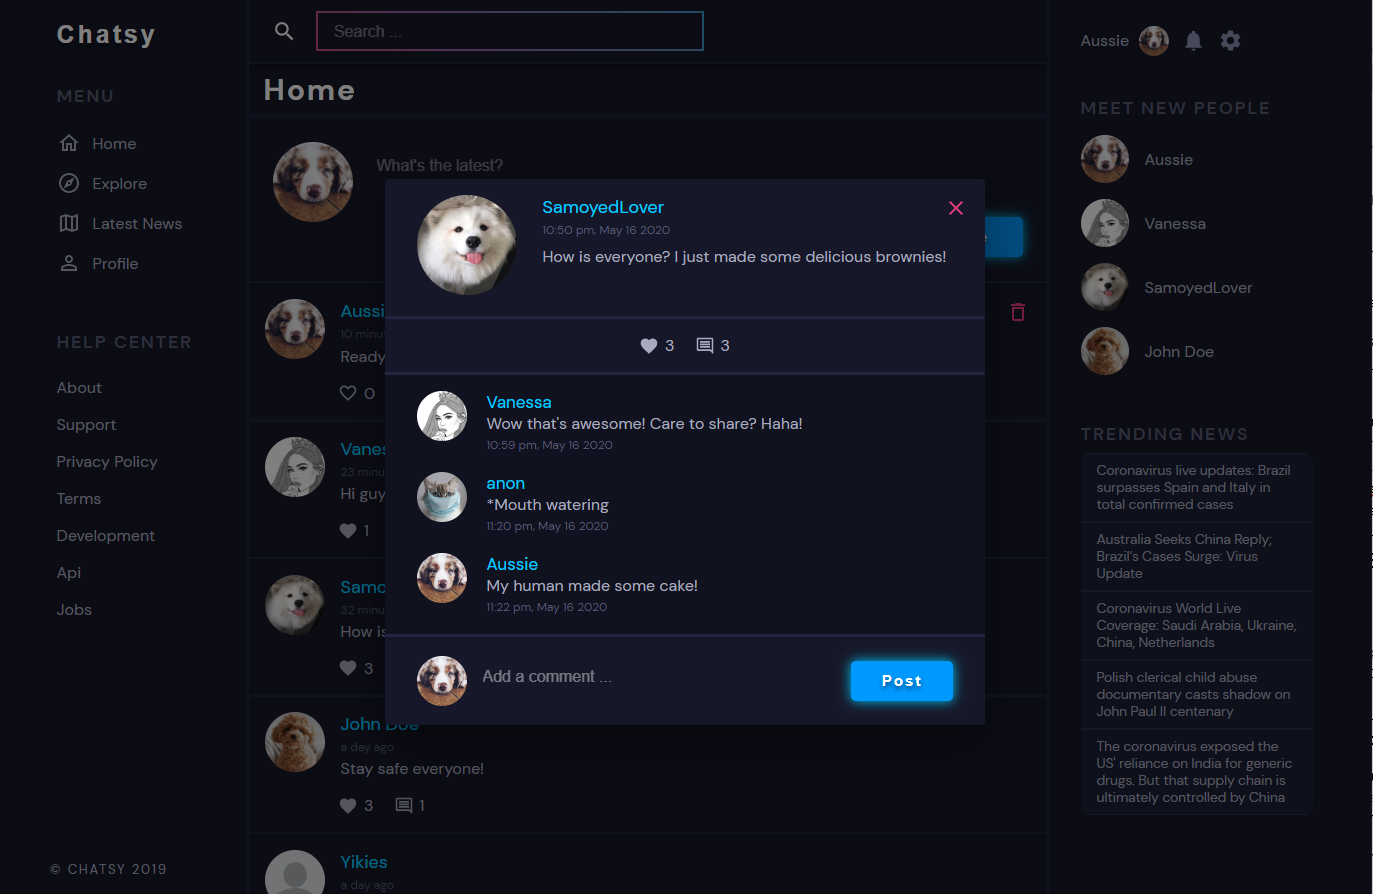 Chatsy
MENU
Home
Explore
Latest News
Profile
HELP CENTER
About
Support
Privacy Policy
Terms
Development
Api
Jobs
© CHATSY 2019
Search ...
Home
What's the latest?
Aussi
10 minu
Ready
0
Vanes
23 minu
Hi guy
1
Samo
32 minu
How is
3
John Doe
a day ago
Stay safe everyone!
3 1
Yikies
a day ago
SamoyedLover
10:50 pm, May 16 2020
How is everyone? I just made some delicious brownies!
3 3
Vanessa
Wow that's awesome! Care to share? Haha!
10:59 pm, May 16 2020
anon
*Mouth watering
11:20 pm, May 16 2020
Aussie
My human made some cake!
11:22 pm, May 16 2020
Add a comment ...
Post
Aussie
MEET NEW PEOPLE
Aussie
Vanessa
SamoyedLover
John Doe
TRENDING NEWS
Coronavirus live updates: Brazil
surpasses Spain and Italy in
total confirmed cases
Australia Seeks China Reply;
Brazil's Cases Surge: Virus
Update
Coronavirus World Live
Coverage: Saudi Arabia, Ukraine,
China, Netherlands
Polish clerical child abuse
documentary casts shadow on
John Paul II centenary
The coronavirus exposed the
US' reliance on India for generic
drugs. But that supply chain is
ultimately controlled by China